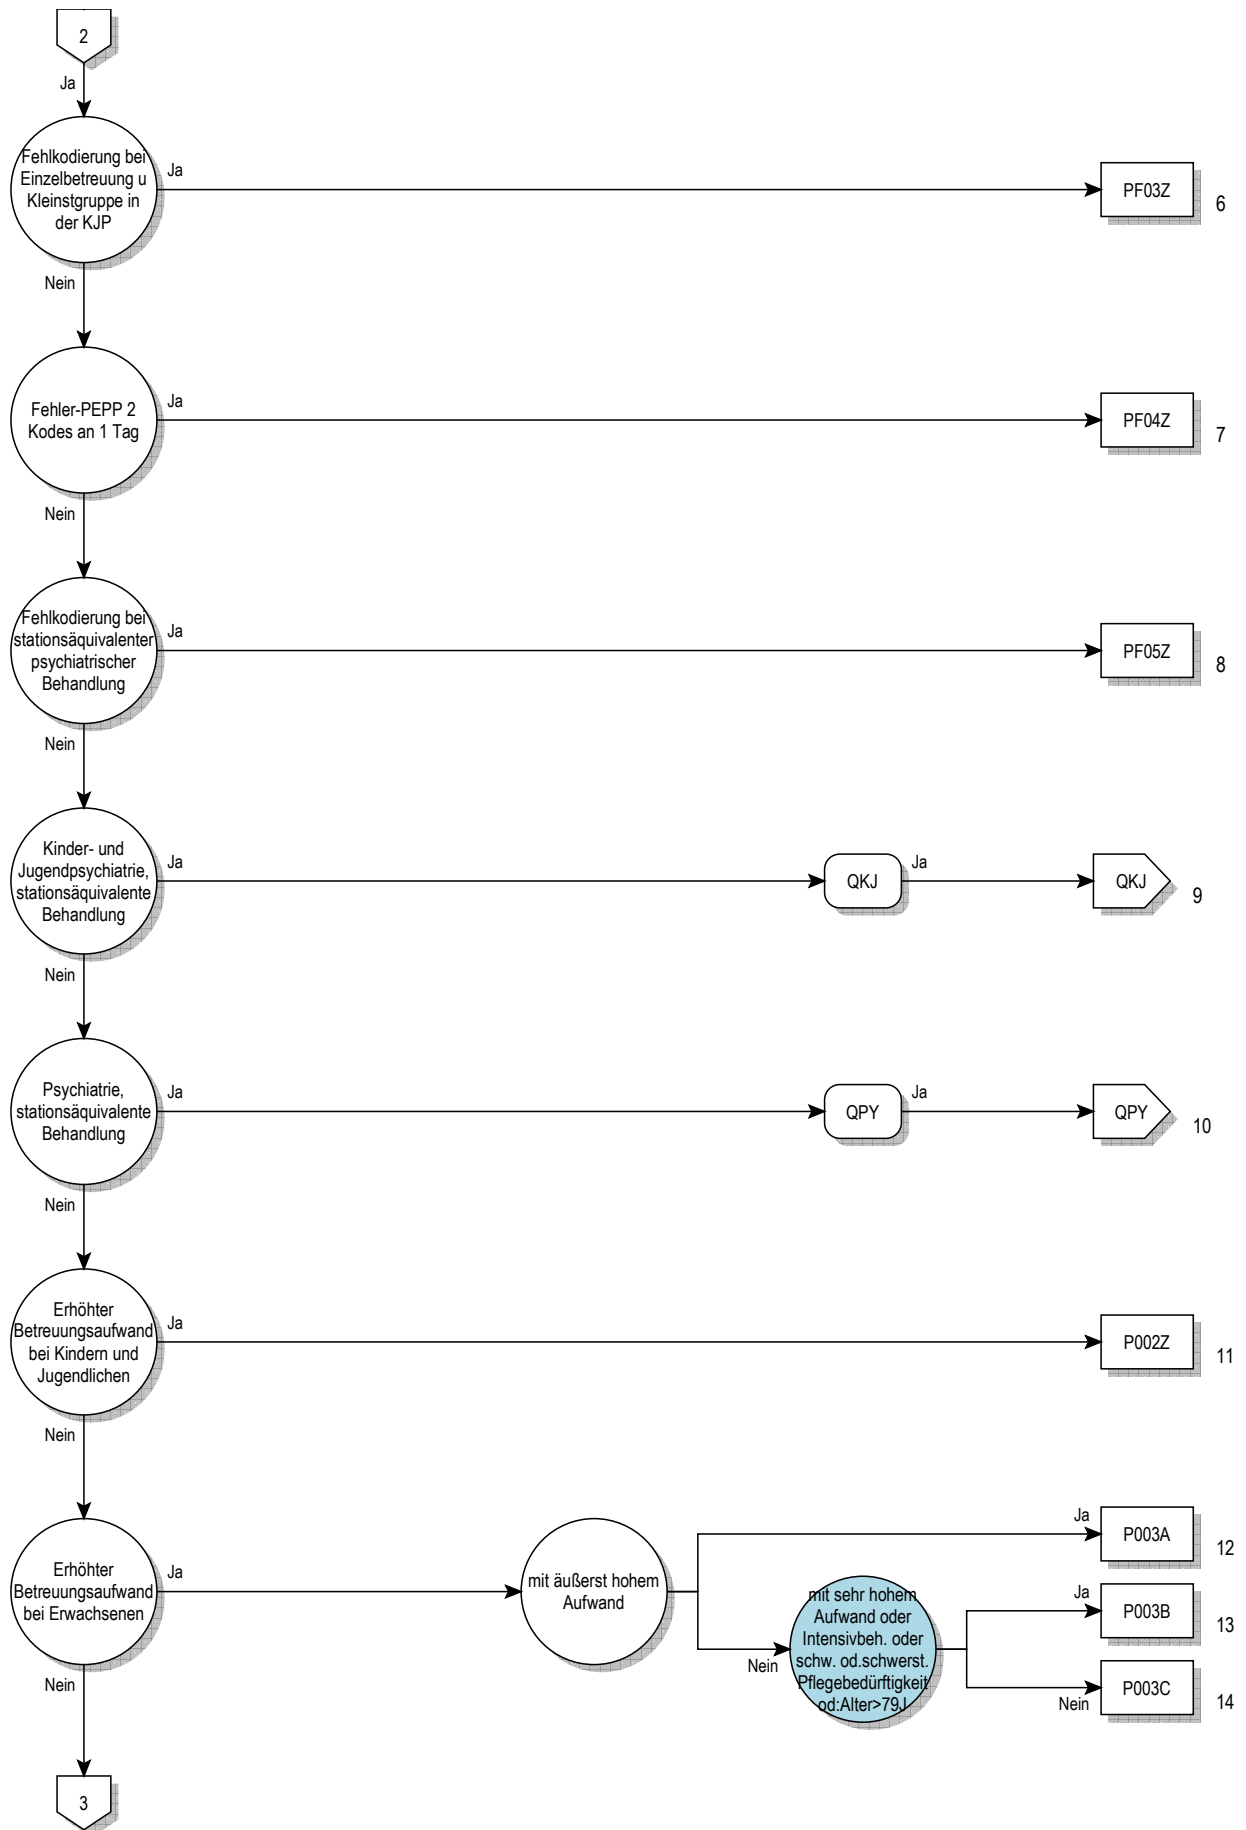 2
Ja
Fehlkodierung bei
Einzelbetreuung u
Kleinstgruppe in
der KJP
Ja
PF03Z
6
Nein
Fehler-PEPP 2
Kodes an 1 Tag
Ja
PF04Z
7
Nein
Fehlkodierung bei
stationsäquivalenter
psychiatrischer
Behandlung
Ja
PF05Z
8
Nein
Kinder- und
Jugendpsychiatrie,
stationsäquivalente
Behandlung
Ja
QKJ
Ja
QKJ
9
Nein
Psychiatrie,
stationsäquivalente
Behandlung
Ja
QPY
Ja
QPY
10
Nein
Erhöhter
Betreuungsaufwand
bei Kindern und
Jugendlichen
Ja
P002Z
11
Nein
Erhöhter
Betreuungsaufwand
bei Erwachsenen
Ja
mit äußerst hohem
Aufwand
Ja
P003A
12
Nein
mit sehr hohem
Aufwand oder
Intensivbeh. oder
schw. od.schwerst.
Pflegebedürftigkeit
od:Alter>79J
Ja
P003B
13
Nein
P003C
14
Nein
3